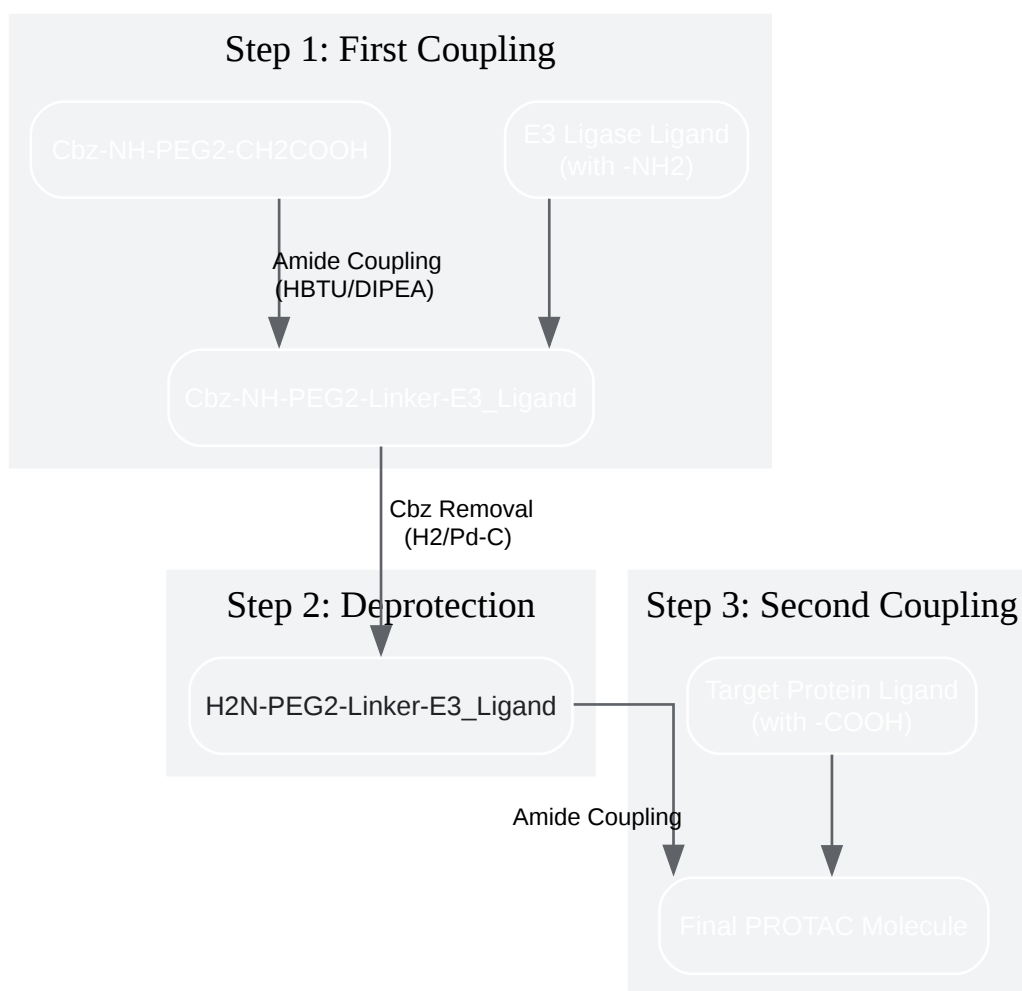 Step 1: First Coupling
Cbz-NH-PEG2-CH2COOH
E3 Ligase Ligand
(with -NH2)
Amide Coupling
(HBTU/DIPEA)
Cbz-NH-PEG2-Linker-E3_Ligand
Cbz Removal
(H2/Pd-C)
Step 2: Deprotection
H2N-PEG2-Linker-E3_Ligand
Step 3: Second Coupling
Target Protein Ligand
(with -COOH)
Amide Coupling
Final PROTAC Molecule